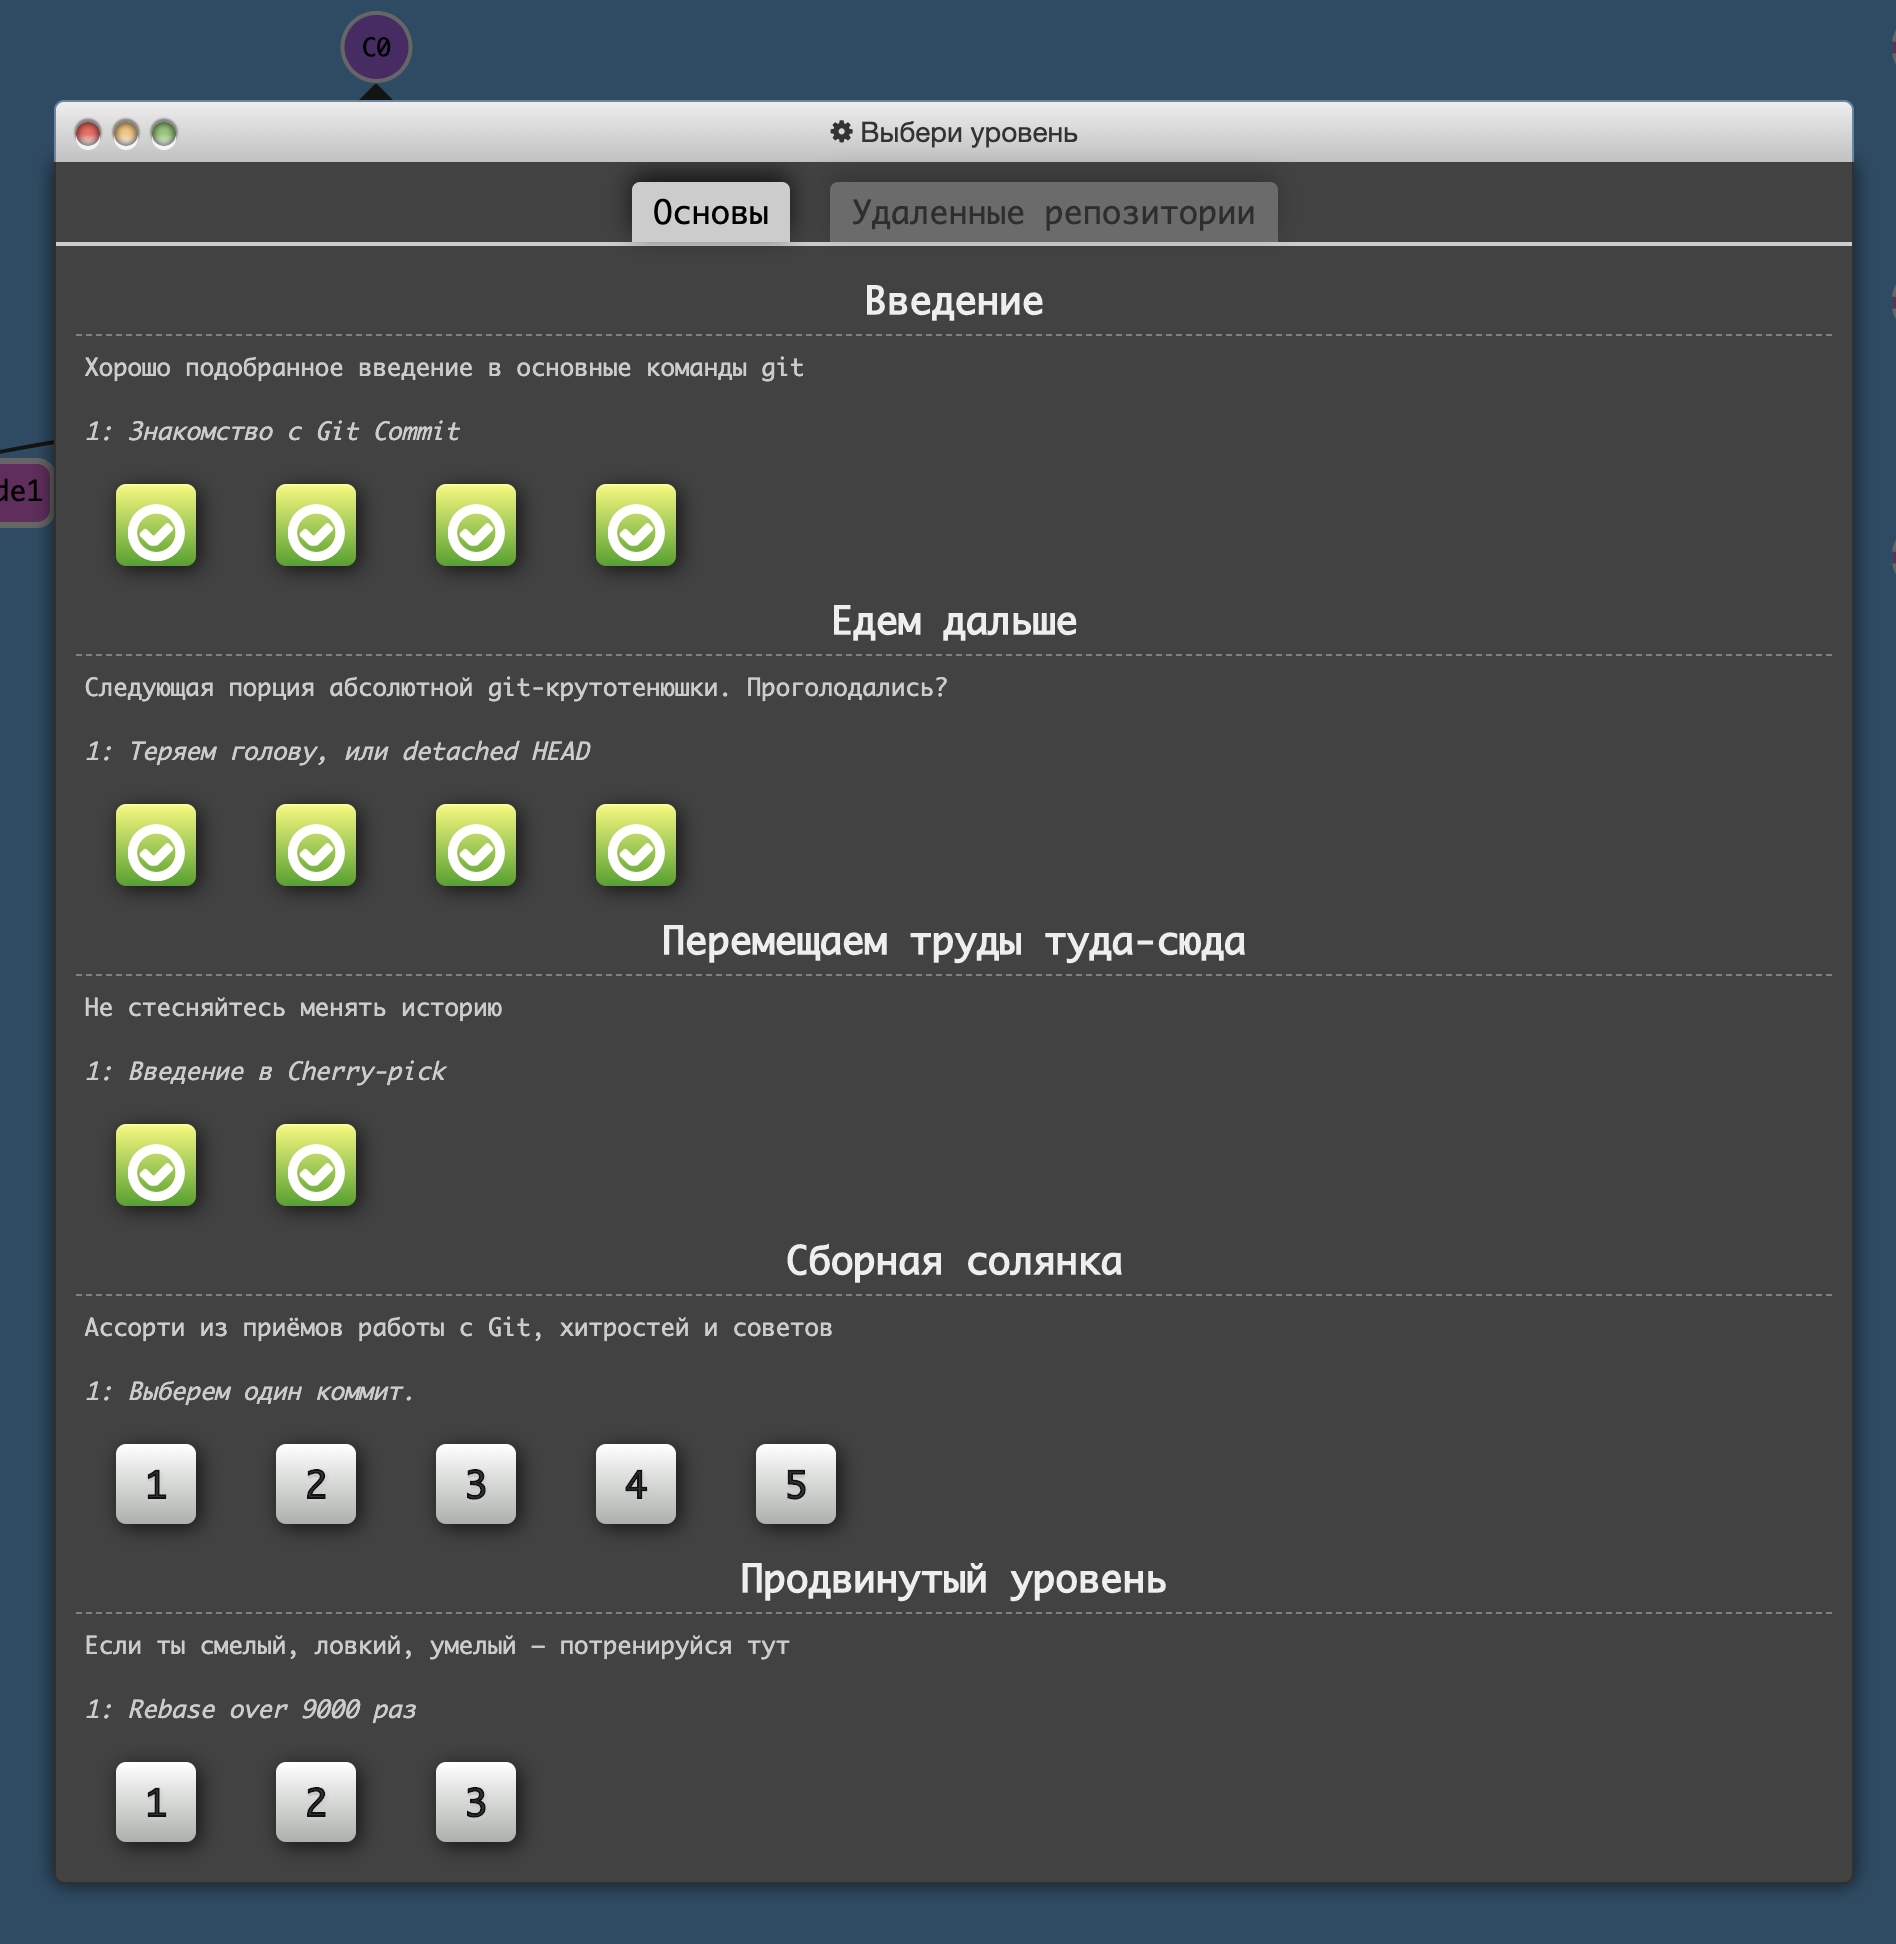 C0
Выбери уровень
Основы
Удаленные репозитории
Введение
Хорошо подобранное введение в основные команды git
1: Знакомство с Git Commit
de1
Едем дальше
Следующая порция абсолютной git-крутотенюшки. Проголодались?
1: Теряем голову, или detached HEAD
Перемещаем труды туда-сюда
Не стесняйтесь менять историю
1: Введение в Cherry-pick
Сборная солянка
Ассорти из приёмов работы с Git, хитростей и советов
1: Выберем один коммит.
1 2 3 4 5
Продвинутый уровень
Если ты смелый, ловкий, умелый — потренируйся тут
1: Rebase over 9000 раз
1 2 3